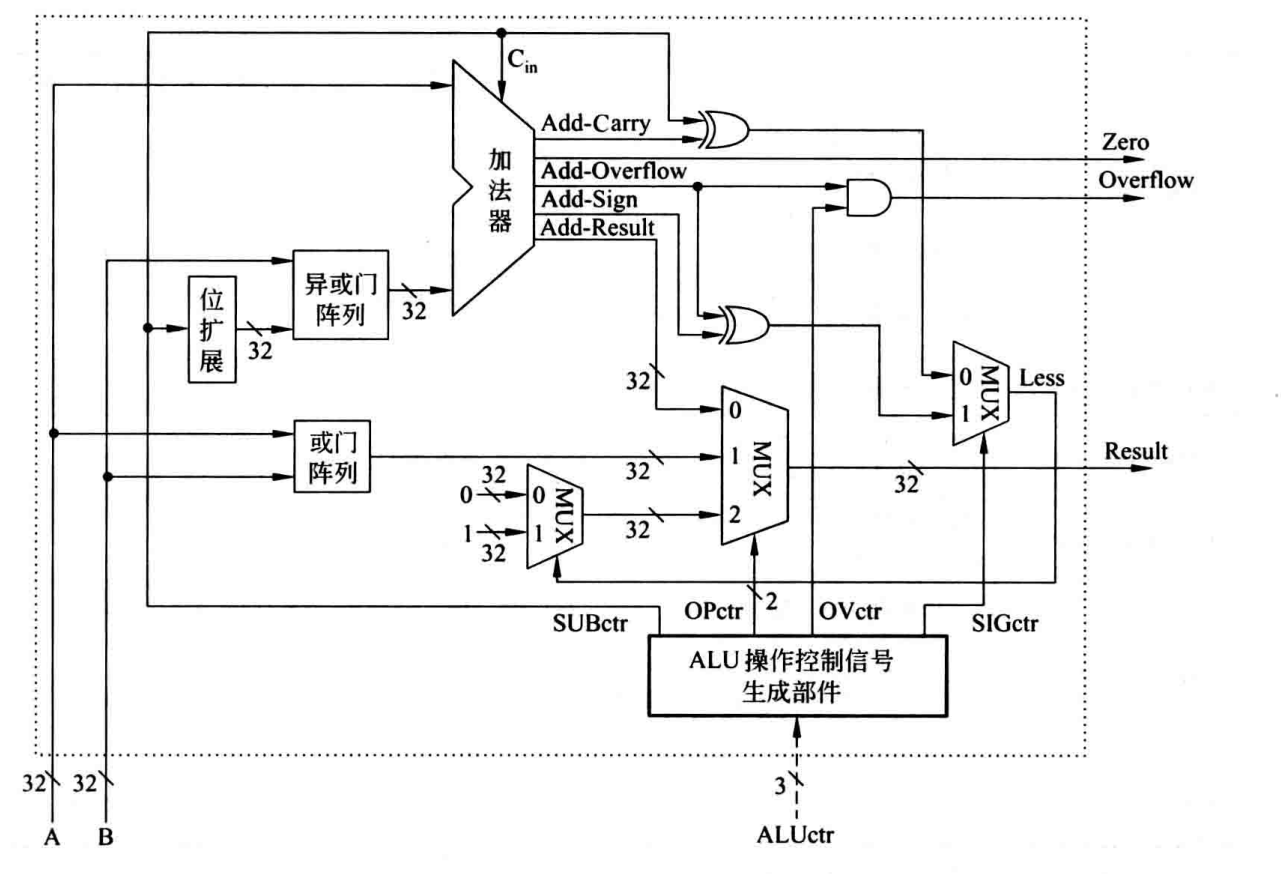 C_in
Add-Carry
Zero
Add-Overflow
Overflow
Add-Sign
Add-Result
加
法
器
异或门
阵列
32
位
扩
展
32
32
0
MUX
1
Less
0
MUX
1
2
或门
阵列
32
Result
32
0
32
0
MUX
1
32
1
32
SUBctr
OPctr
2
OVctr
SIGctr
ALU 操作控制信号
生成部件
32
32
3
A
B
ALUctr